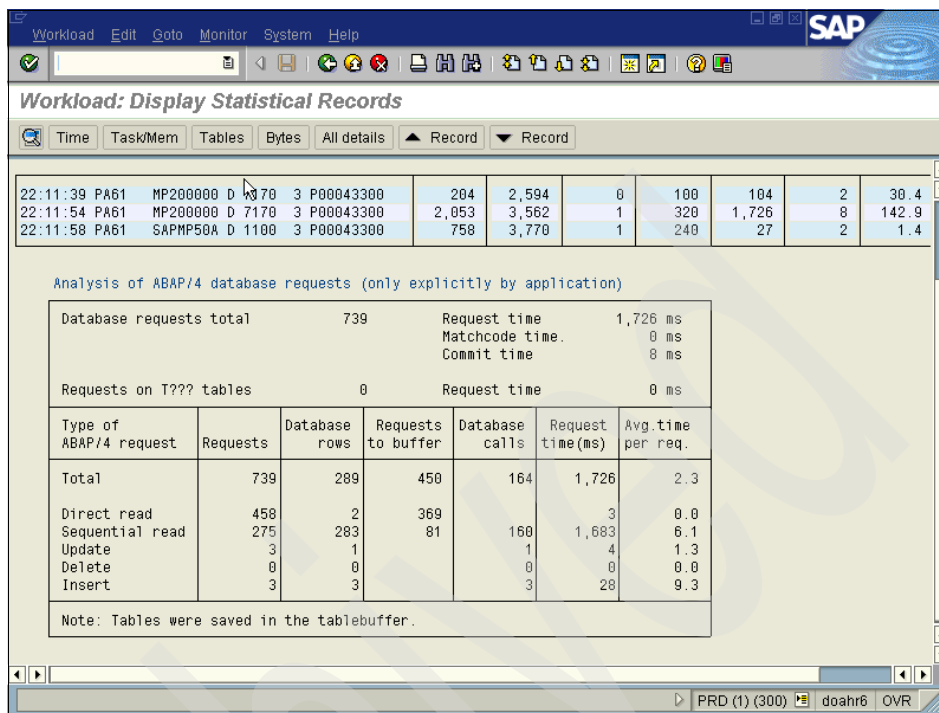 Workload Edit Goto Monitor System Help
SAP
Workload: Display Statistical Records
Time Task/Mem Tables Bytes All details Record Record
22:11:39 PA61 MP200000 D 7170 3 P00043300 204 2,594 0 100 104 2 30.4
22:11:54 PA61 MP200000 D 7170 3 P00043300 2,053 3,562 1 320 1,726 8 142.9
22:11:58 PA61 SAPMP50A D 1100 3 P00043300 758 3,770 1 240 27 2 1.4
Analysis of ABAP/4 database requests (only explicitly by application)
Database requests total 739 Request time 1,726 ms
Matchcode time. 0 ms
Commit time 8 ms
Requests on T??? tables 0 Request time 0 ms
Type of Database Requests Database Request Avg.time
ABAP/4 request Requests rows to buffer calls time(ms) per req.
Total 739 289 450 164 1,726 2.3
Direct read 458 2 369 3 0.0
Sequential read 275 283 81 160 1,683 6.1
Update 3 1 1 4 1.3
Delete 0 0 0 0 0.0
Insert 3 3 3 28 9.3
Note: Tables were saved in the tablebuffer.
PRD (1) (300) doahr6 OVR